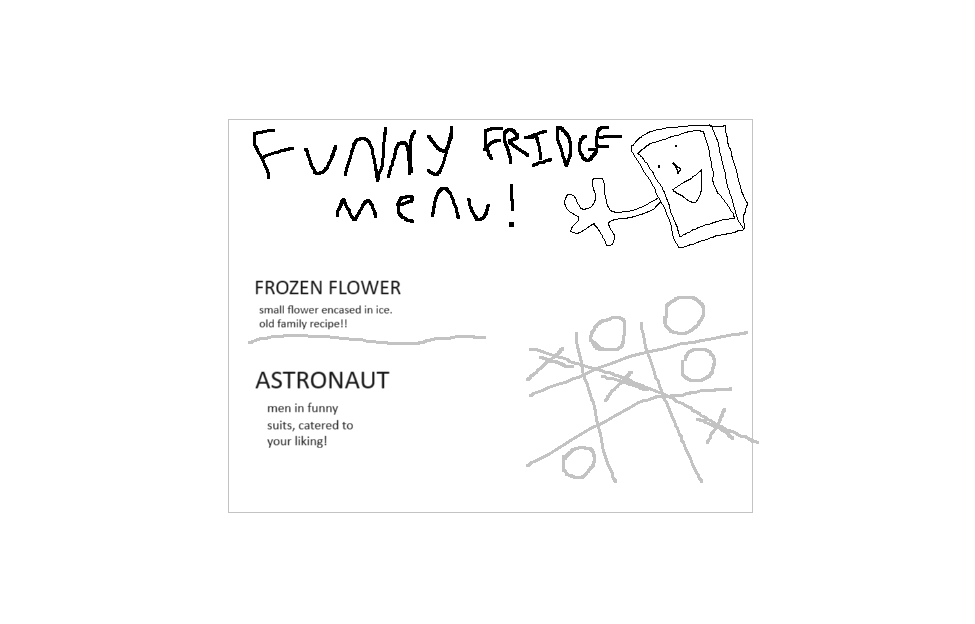 FUNNY FRIDGE
menu!
FROZEN FLOWER
small flower encased in ice.
old family recipe!!
ASTRONAUT
men in funny
suits, catered to
your liking!